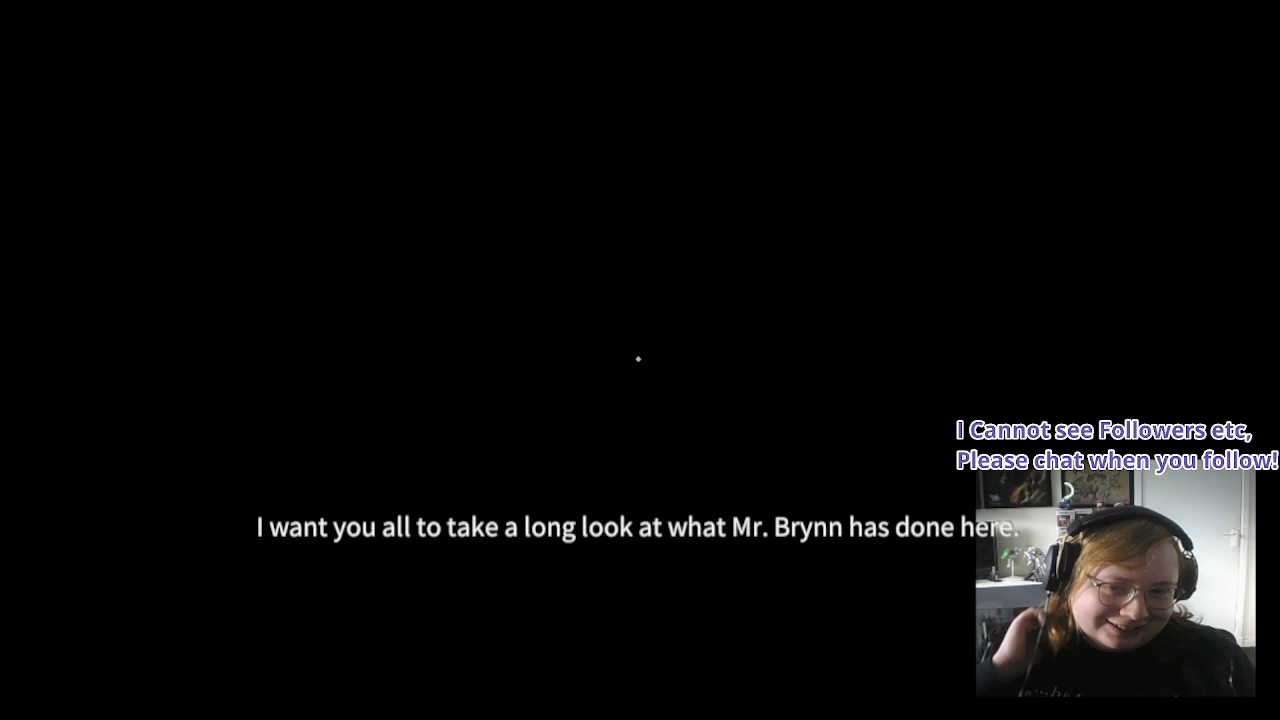 I Cannot see Followers etc,
Please chat when you follow!
I want you all to take a long look at what Mr. Brynn has done here.